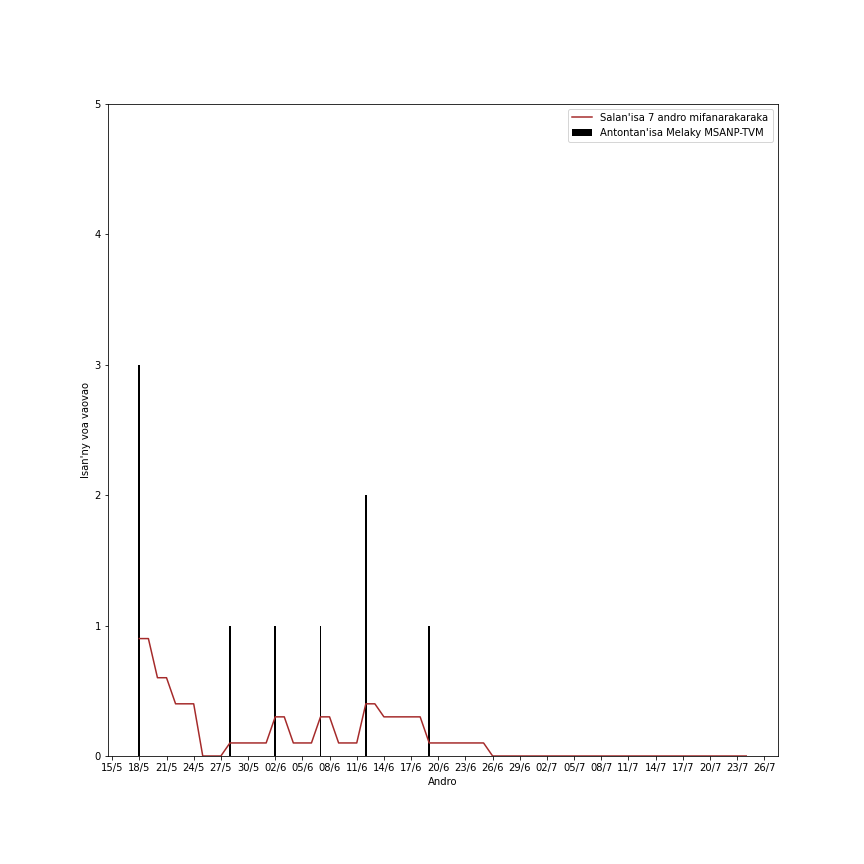 Salan'isa 7 andro mifanarakaraka
Antontan'isa Melaky MSANP-TVM
5
4
3
2
1
0
Isan'ny voa vaovao
15/5 18/5 21/5 24/5 27/5 30/5 02/6 05/6 08/6 11/6 14/6 17/6 20/6 23/6 26/6 29/6 02/7 05/7 08/7 11/7 14/7 17/7 20/7 23/7 26/7
Andro